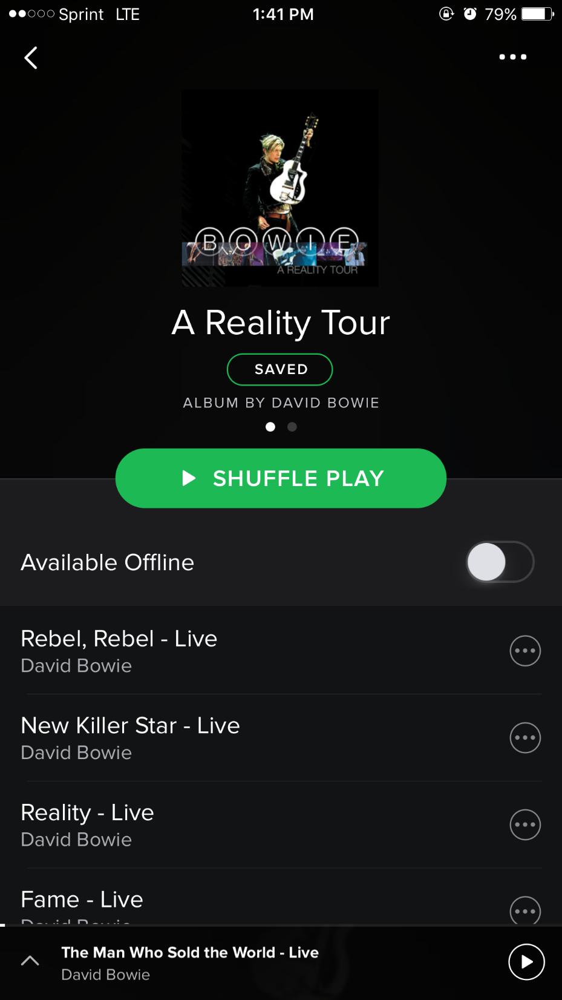 Sprint LTE 1:41 PM 79%
BOWIE
A REALITY TOUR
A Reality Tour
SAVED
ALBUM BY DAVID BOWIE
SHUFFLE PLAY
Available Offline
Rebel, Rebel - Live
David Bowie
New Killer Star - Live
David Bowie
Reality - Live
David Bowie
Fame - Live
David Bowie
The Man Who Sold the World - Live
David Bowie